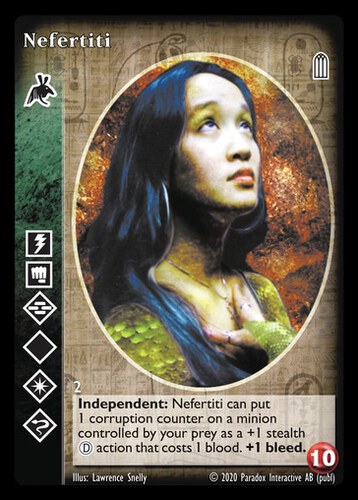 Nefertiti
2
Independent: Nefertiti can put
1 corruption counter on a minion
controlled by your prey as a +1 stealth
Ⓓ action that costs 1 blood. +1 bleed.
10
Illus: Lawrence Snelly © 2020 Paradox Interactive AB (publ)